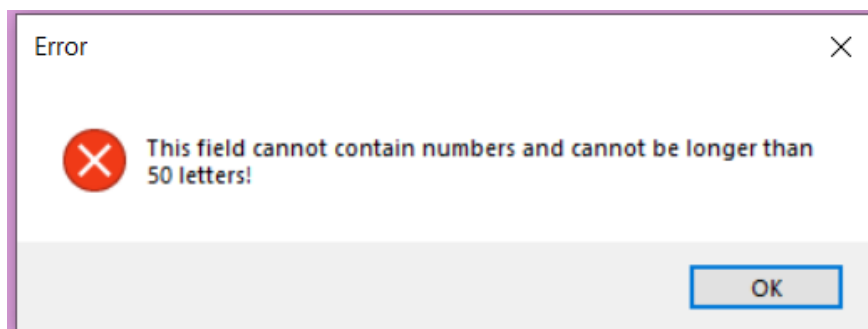 Error
This field cannot contain numbers and cannot be longer than
50 letters!
OK